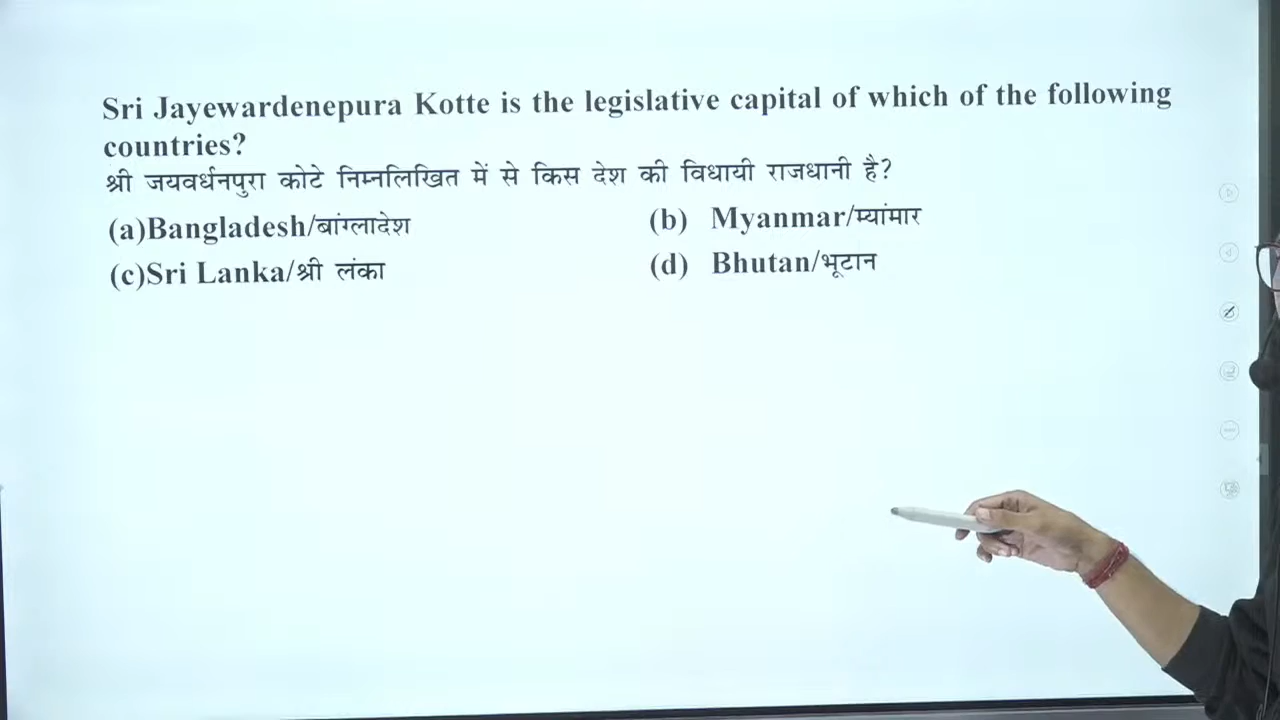 Sri Jayewardenepura Kotte is the legislative capital of which of the following
countries?
श्री जयवर्धनपुरा कोटे निम्नलिखित में से किस देश की विधायी राजधानी है?
(a)Bangladesh/बांग्लादेश (b) Myanmar/म्यांमार
(c)Sri Lanka/श्री लंका (d) Bhutan/भूटान